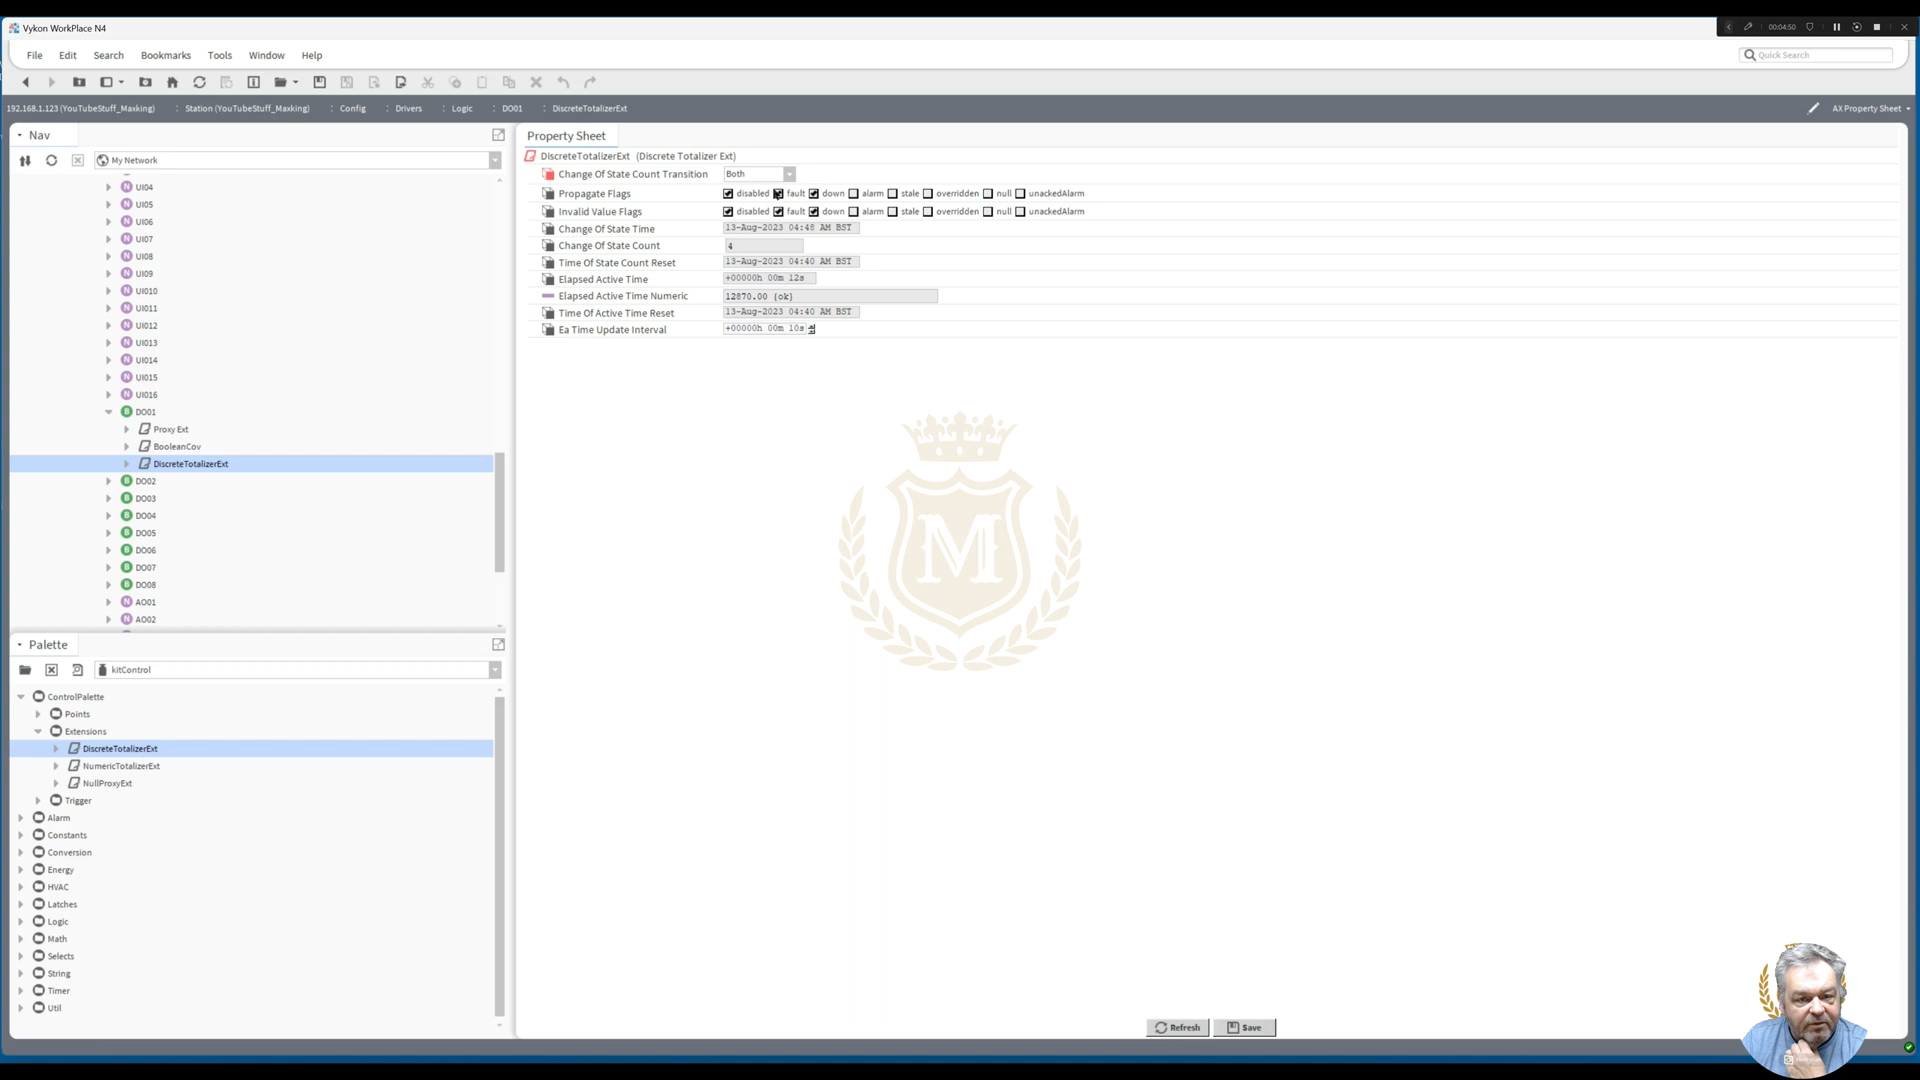 Vykon WorkPlace N4
00:04:50
File Edit Search Bookmarks Tools Window Help
Quick Search
192.168.1.123 (YouTubeStuff_Maxking) : Station (YouTubeStuff_Maxking) : Config : Drivers : Logic : DO01 : DiscreteTotalizerExt
AX Property Sheet
Nav
My Network
UI04
UI05
UI06
UI07
UI08
UI09
UI010
UI011
UI012
UI013
UI014
UI015
UI016
DO01
Proxy Ext
BooleanCov
DiscreteTotalizerExt
DO02
DO03
DO04
DO05
DO06
DO07
DO08
AO01
AO02
Palette
kitControl
ControlPalette
Points
Extensions
DiscreteTotalizerExt
NumericTotalizerExt
NullProxyExt
Trigger
Alarm
Constants
Conversion
Energy
HVAC
Latches
Logic
Math
Selects
String
Timer
Util
Property Sheet
DiscreteTotalizerExt (Discrete Totalizer Ext)
Change Of State Count Transition Both
Propagate Flags disabled fault down alarm stale overridden null unackedAlarm
Invalid Value Flags disabled fault down alarm stale overridden null unackedAlarm
Change Of State Time 13-Aug-2023 04:48 AM BST
Change Of State Count 4
Time Of State Count Reset 13-Aug-2023 04:40 AM BST
Elapsed Active Time +00000h 00m 12s
Elapsed Active Time Numeric 12870.00 {ok}
Time Of Active Time Reset 13-Aug-2023 04:40 AM BST
Ea Time Update Interval +00000h 00m 10s
M
Refresh Save